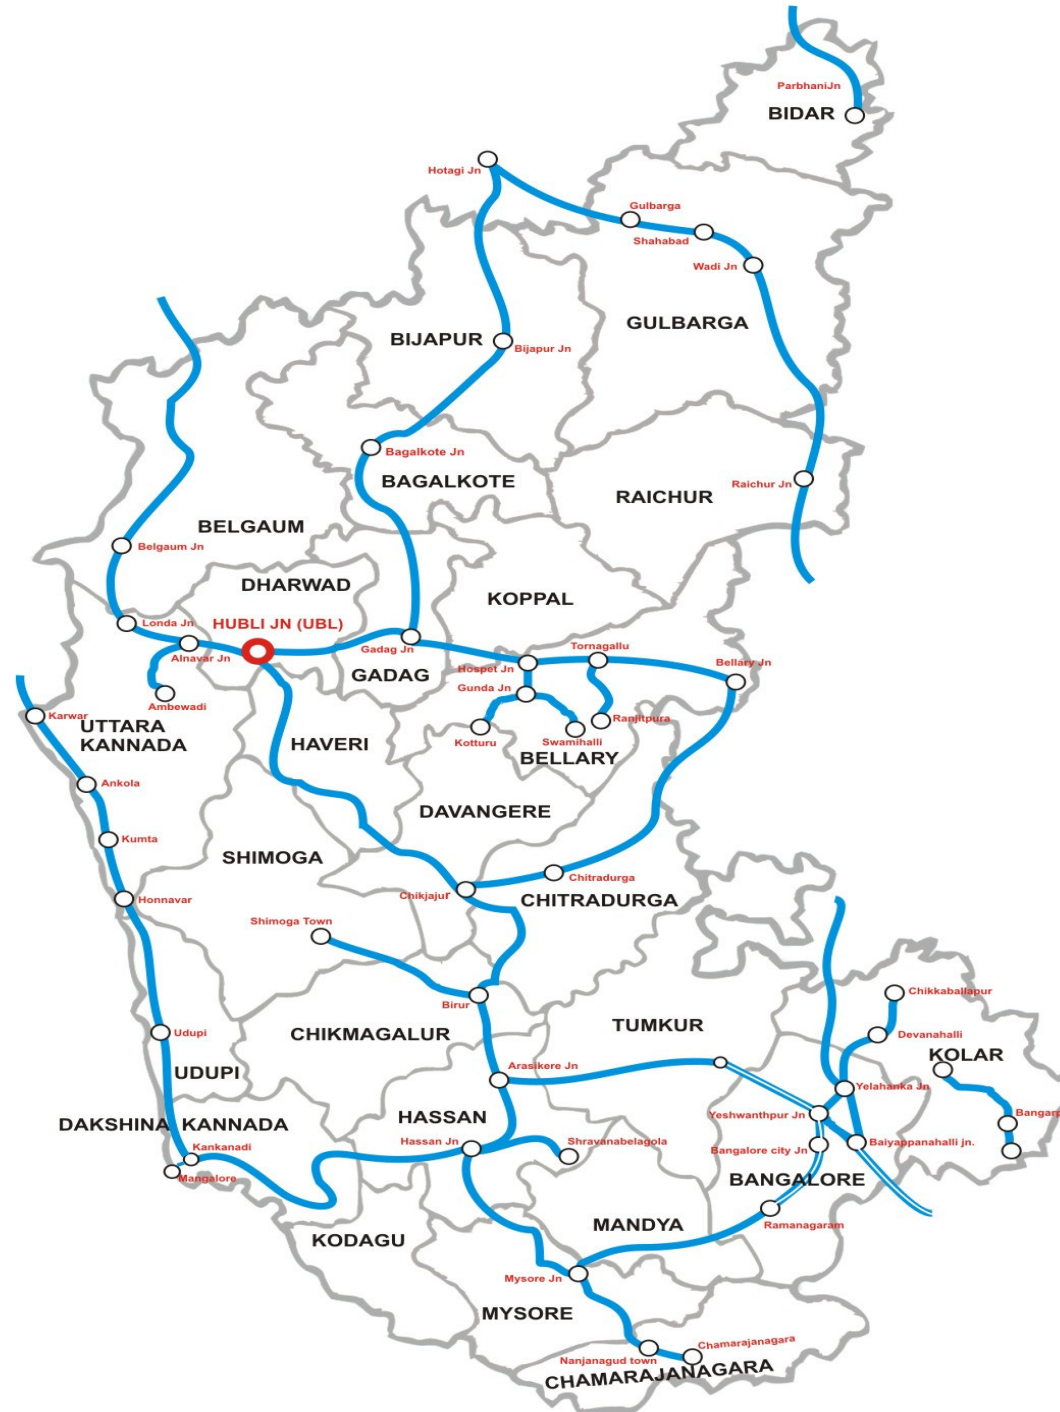 ParbhaniJn
BIDAR
Hotagi Jn
Gulbarga
Shahabad
Wadi Jn
GULBARGA
BIJAPUR
Bijapur Jn
Bagalkote Jn
BAGALKOTE
Raichur Jn
RAICHUR
BELGAUM
Belgaum Jn
DHARWAD
KOPPAL
Londa Jn
HUBLI JN (UBL)
Alnavar Jn
Gadag Jn
GADAG
Tornagallu
Hospet Jn
Bellary Jn
Gunda Jn
Ambewadi
Karwar
UTTARA
KANNADA
HAVERI
Kotturu
Swamihalli
Ranjitpura
BELLARY
Ankola
DAVANGERE
Kumta
SHIMOGA
Chitradurga
Honnavar
Chikjajur
CHITRADURGA
Shimoga Town
Chikkaballapur
Birur
TUMKUR
Udupi
CHIKMAGALUR
Devanahalli
KOLAR
UDUPI
Arasikere Jn
Yelahanka Jn
DAKSHINA KANNADA
HASSAN
Yeshwanthpur Jn
Bangarp
Kankanadi
Hassan Jn
Shravanabelagola
Bangalore city Jn
Baiyappanahalli jn.
Mangalore
BANGALORE
KODAGU
MANDYA
Ramanagaram
Mysore Jn
MYSORE
Chamarajanagara
Nanjanagud town
CHAMARAJANAGARA